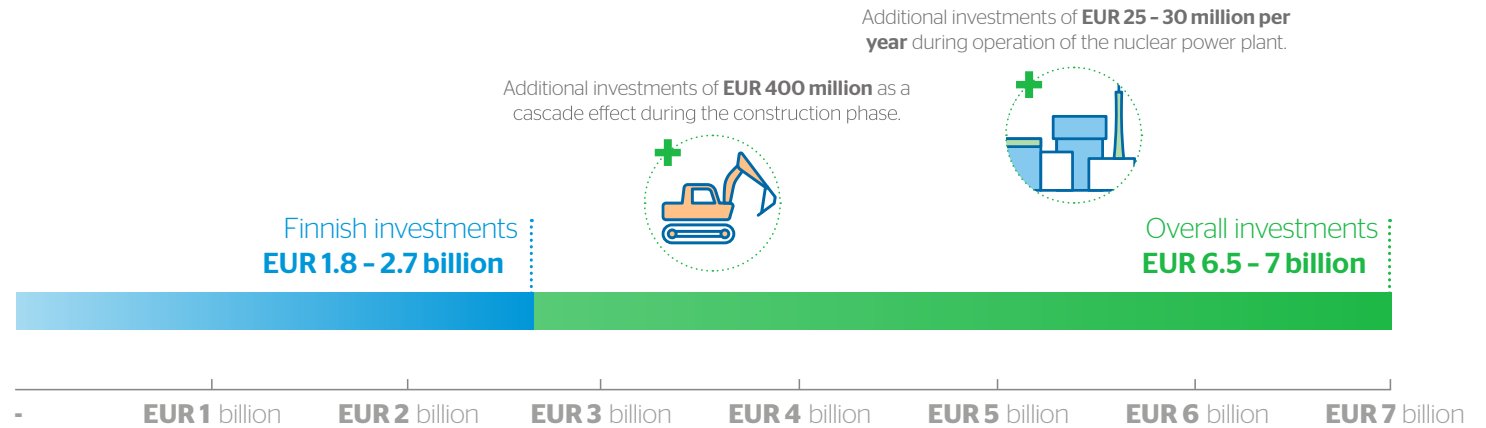 Additional investments of EUR 25 – 30 million per
year during operation of the nuclear power plant.
Additional investments of EUR 400 million as a
cascade effect during the construction phase.
Finnish investments
EUR 1.8 – 2.7 billion
Overall investments
EUR 6.5 – 7 billion
- EUR 1 billion EUR 2 billion EUR 3 billion EUR 4 billion EUR 5 billion EUR 6 billion EUR 7 billion